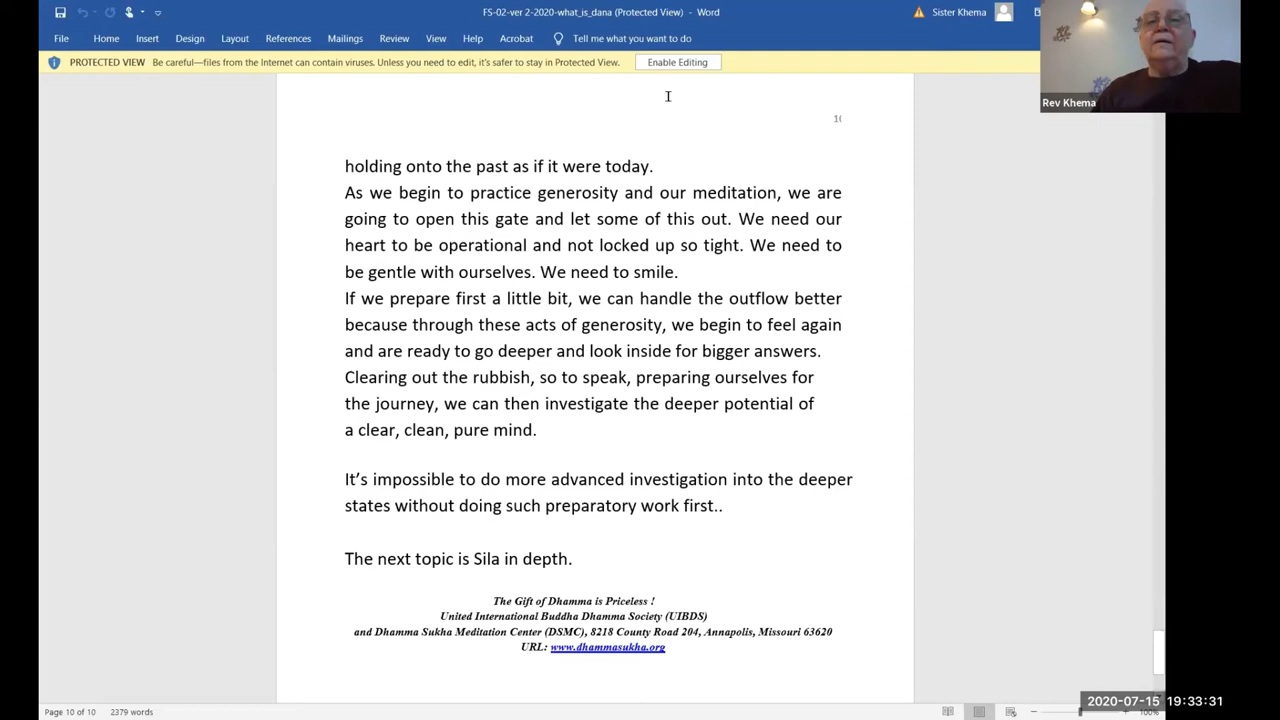 FS-02-ver 2-2020-what_is_dana (Protected View) - Word
Sister Khema
File Home Insert Design Layout References Mailings Review View Help Acrobat Tell me what you want to do
PROTECTED VIEW Be careful—files from the Internet can contain viruses. Unless you need to edit, it's safer to stay in Protected View. Enable Editing
Rev Khema
holding onto the past as if it were today.
As we begin to practice generosity and our meditation, we are
going to open this gate and let some of this out. We need our
heart to be operational and not locked up so tight. We need to
be gentle with ourselves. We need to smile.
If we prepare first a little bit, we can handle the outflow better
because through these acts of generosity, we begin to feel again
and are ready to go deeper and look inside for bigger answers.
Clearing out the rubbish, so to speak, preparing ourselves for
the journey, we can then investigate the deeper potential of
a clear, clean, pure mind.
It's impossible to do more advanced investigation into the deeper
states without doing such preparatory work first..
The next topic is Sila in depth.
The Gift of Dhamma is Priceless !
United International Buddha Dhamma Society (UIBDS)
and Dhamma Sukha Meditation Center (DSMC), 8218 County Road 204, Annapolis, Missouri 63620
URL: www.dhammasukha.org
2020-07-15 19:33:31
Page 10 of 10 2379 words
100%